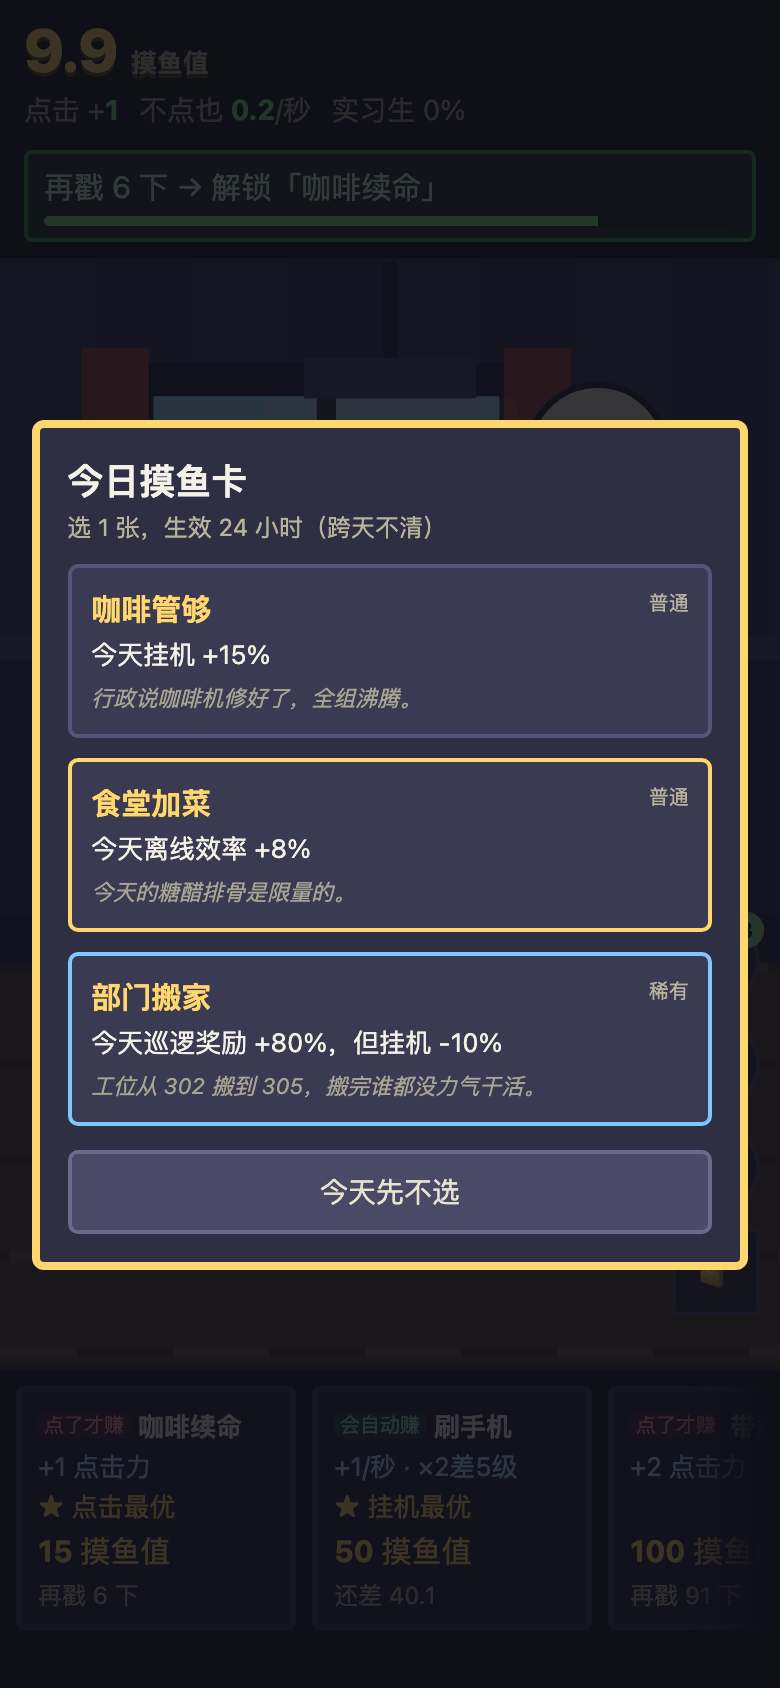 9.9 摸鱼值
点击 +1 不点也 0.2/秒 实习生 0%
再戳 6 下 → 解锁「咖啡续命」
今日摸鱼卡
选 1 张，生效 24 小时（跨天不清）
咖啡管够 普通
今天挂机 +15%
行政说咖啡机修好了，全组沸腾。
食堂加菜 普通
今天离线效率 +8%
今天的糖醋排骨是限量的。
部门搬家 稀有
今天巡逻奖励 +80%，但挂机 -10%
工位从 302 搬到 305，搬完谁都没力气干活。
今天先不选
点了才赚 咖啡续命
+1 点击力
★ 点击最优
15 摸鱼值
再戳 6 下
会自动赚 刷手机
+1/秒 · ×2差5级
★ 挂机最优
50 摸鱼值
还差 40.1
点了才赚 带
+2 点击力
100 摸鱼
再戳 91 下